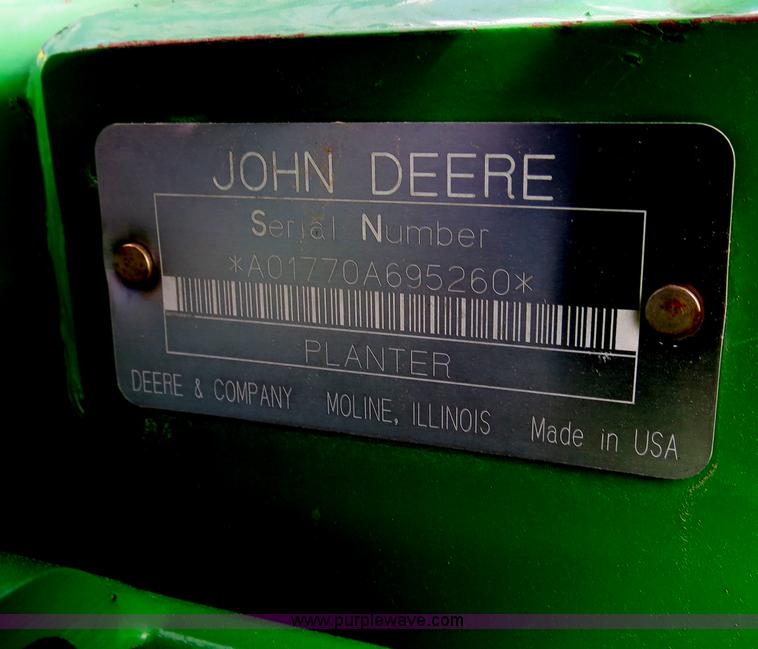 JOHN DEERE
Serial Number
*A01770A695260*
PLANTER
DEERE & COMPANY MOLINE, ILLINOIS Made in USA
www.purplewave.com